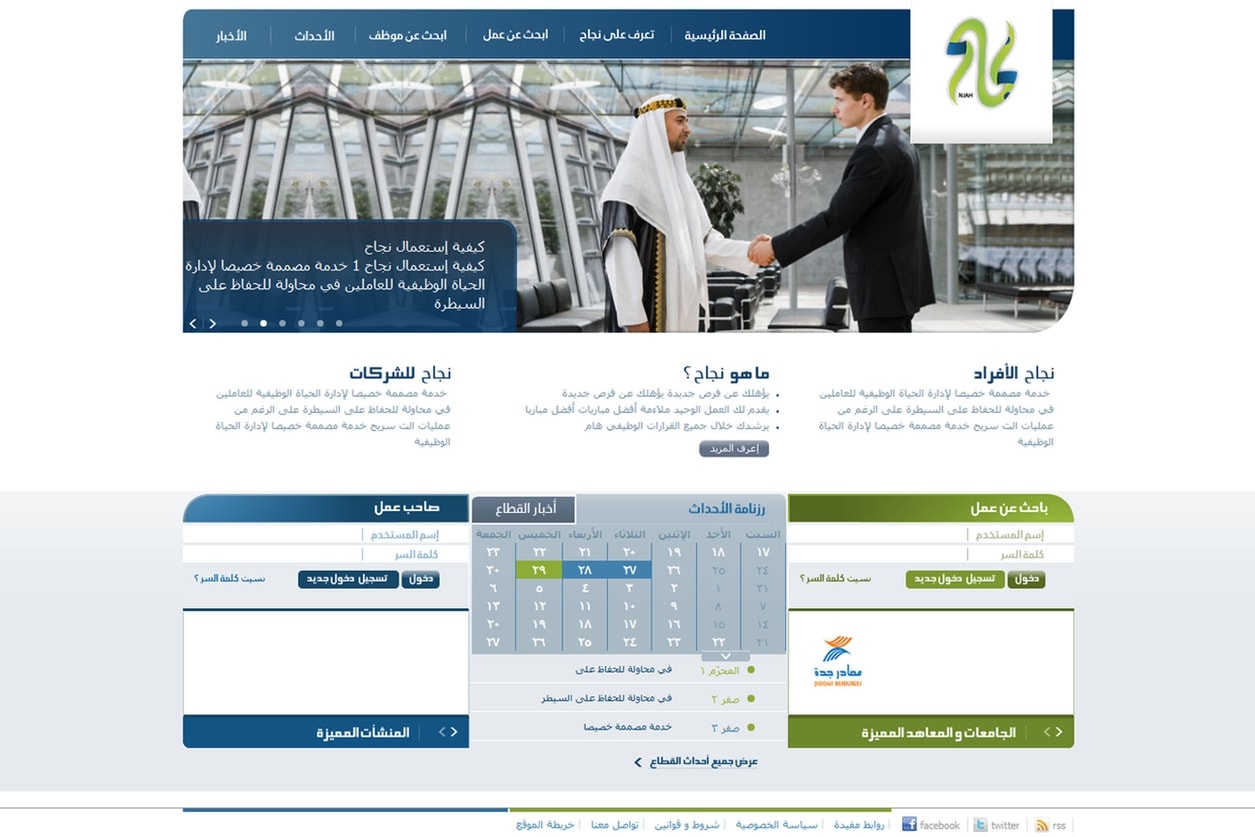 الصفحة الرئيسية
تعرف على نجاح
ابحث عن عمل
ابحث عن موظف
الأحداث
الأخبار
NJAH
كيفية إستعمال نجاح
كيفية إستعمال نجاح 1 خدمة مصممة خصيصا لإدارة
الحياة الوظيفية للعاملين في محاولة للحفاظ على
السيطرة
نجاح الأفراد
خدمة مصممة خصيصا لإدارة الحياة الوظيفية للعاملين
في محاولة للحفاظ على السيطرة على الرغم من
عمليات الت سريح خدمة مصممة خصيصا لإدارة الحياة
الوظيفية
ما هو نجاح؟
يؤهلك عن فرص جديدة يؤهلك عن فرص جديدة
يقدم لك العمل الوحيد ملاءمة أفضل مباريات أفضل مباريا
يرشدك خلال جميع القرارات الوظيفي هام
إعرف المزيد
نجاح للشركات
خدمة مصممة خصيصا لإدارة الحياة الوظيفية للعاملين
في محاولة للحفاظ على السيطرة على الرغم من
عمليات الت سريح خدمة مصممة خصيصا لإدارة الحياة
الوظيفية
باحث عن عمل
إسم المستخدم
كلمة السر
دخول
تسجيل دخول جديد
نسيت كلمة السر ؟
مصادر جدة
JEDDAH RESOURCES
الجامعات و المعاهد المميزة
رزنامة الأحداث
أخبار القطاع
السبت الأحد الإثنين الثلاثاء الأربعاء الخميس الجمعة
١٧ ١٨ ١٩ ٢٠ ٢١ ٢٢ ٢٣
٢٤ ٢٥ ٢٦ ٢٧ ٢٨ ٢٩ ٣٠
٣١ ١ ٢ ٣ ٤ ٥ ٦
٧ ٨ ٩ ١٠ ١١ ١٢ ١٣
١٤ ١٥ ١٦ ١٧ ١٨ ١٩ ٢٠
٢١ ٢٢ ٢٣ ٢٤ ٢٥ ٢٦ ٢٧
المحرّم ١ في محاولة للحفاظ على
صفر ٢ في محاولة للحفاظ على السيطر
صفر ٣ خدمة مصممة خصيصا
عرض جميع أحداث القطاع
صاحب عمل
إسم المستخدم
كلمة السر
دخول
تسجيل دخول جديد
نسيت كلمة السر ؟
المنشأت المميزة
rss
twitter
facebook
روابط مفيدة
سياسة الخصوصية
شروط و قوانين
تواصل معنا
خريطة الموقع